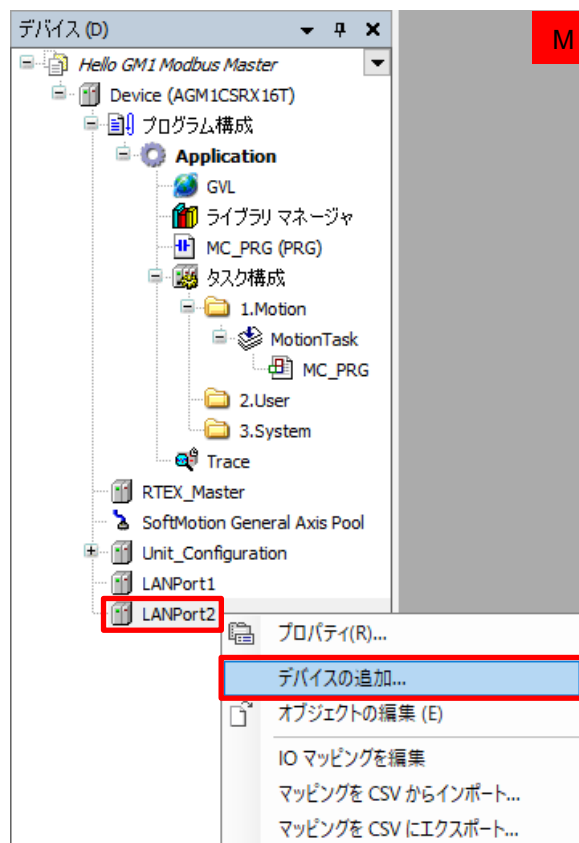 デバイス (D)
M
Hello GM1 Modbus Master
Device (AGM1CSRX16T)
プログラム構成
Application
GVL
ライブラリ マネージャ
MC_PRG (PRG)
タスク構成
1.Motion
MotionTask
MC_PRG
2.User
3.System
Trace
RTEX_Master
SoftMotion General Axis Pool
Unit_Configuration
LANPort1
LANPort2
プロパティ(R)...
デバイスの追加...
オブジェクトの編集 (E)
IO マッピングを編集
マッピングを CSV からインポート...
マッピングを CSV にエクスポート...